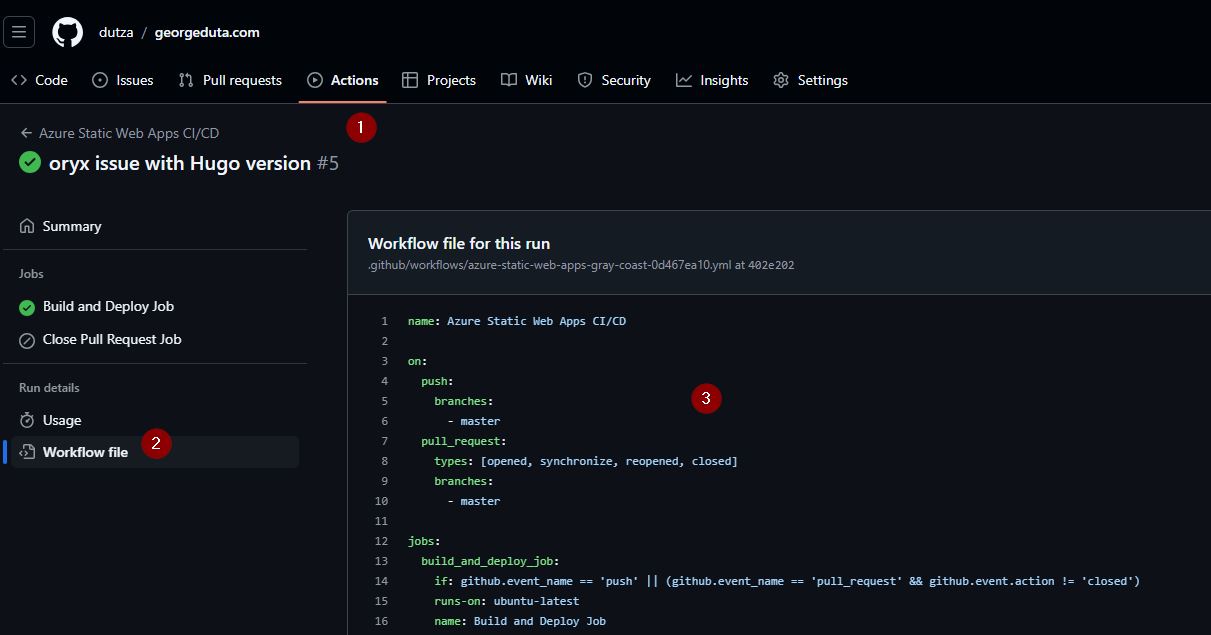 dutza / georgeduta.com
Code Issues Pull requests Actions Projects Wiki Security Insights Settings
Azure Static Web Apps CI/CD
1
oryx issue with Hugo version #5
Summary
Jobs
Build and Deploy Job
Close Pull Request Job
Run details
Usage
Workflow file
2
Workflow file for this run
.github/workflows/azure-static-web-apps-gray-coast-0d467ea10.yml at 402e202
1 name: Azure Static Web Apps CI/CD
2
3 on:
4 push:
5 branches:
3
6 - master
7 pull_request:
8 types: [opened, synchronize, reopened, closed]
9 branches:
10 - master
11
12 jobs:
13 build_and_deploy_job:
14 if: github.event_name == 'push' || (github.event_name == 'pull_request' && github.event.action != 'closed')
15 runs-on: ubuntu-latest
16 name: Build and Deploy Job